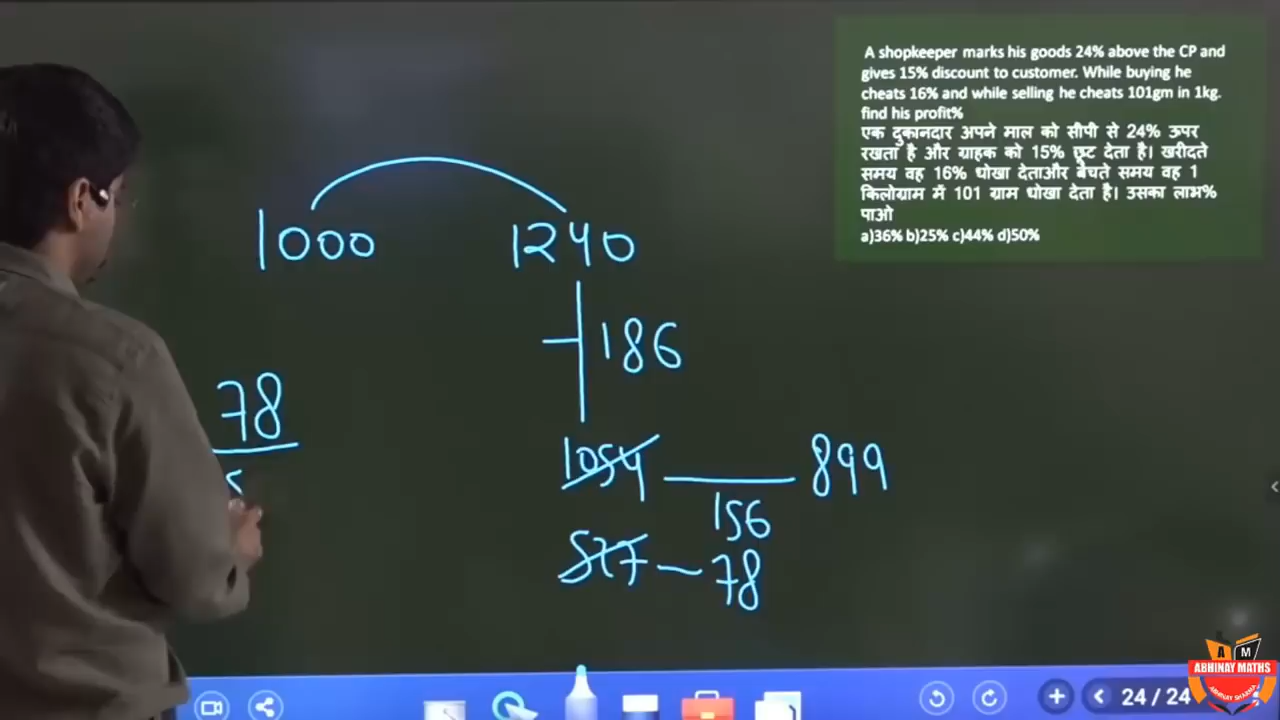 A shopkeeper marks his goods 24% above the CP and
gives 15% discount to customer. While buying he
cheats 16% and while selling he cheats 101gm in 1kg.
find his profit%
एक दुकानदार अपने माल को सीपी से 24% ऊपर
रखता है और ग्राहक को 15% छूट देता है। खरीदते
समय वह 16% धोखा देताऔर बेचते समय वह 1
किलोग्राम में 101 ग्राम धोखा देता है। उसका लाभ%
पाओ
a)36% b)25% c)44% d)50%
1000 1240
186
78
5
1054 899
156
527 78
24 / 24
A M
ABHINAY MATHS
ABHINAY SHARMA